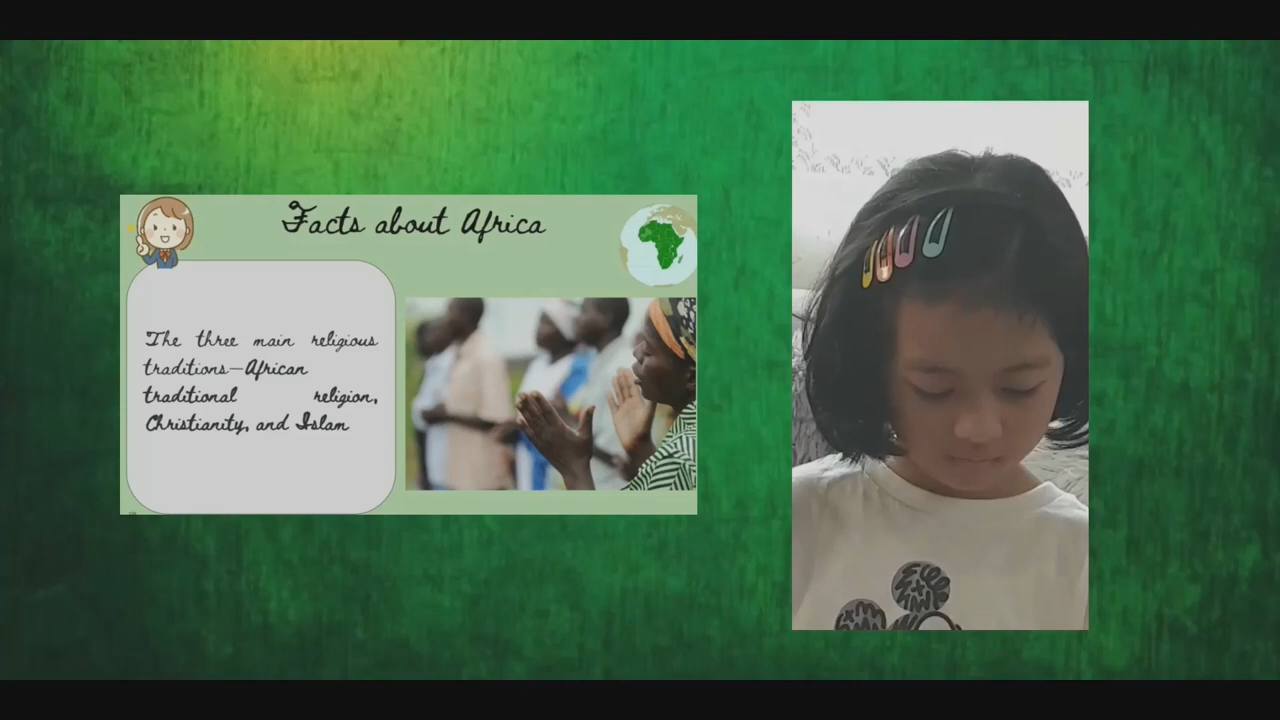 Facts about Africa
The three main religious
traditions—African
traditional religion,
Christianity, and Islam